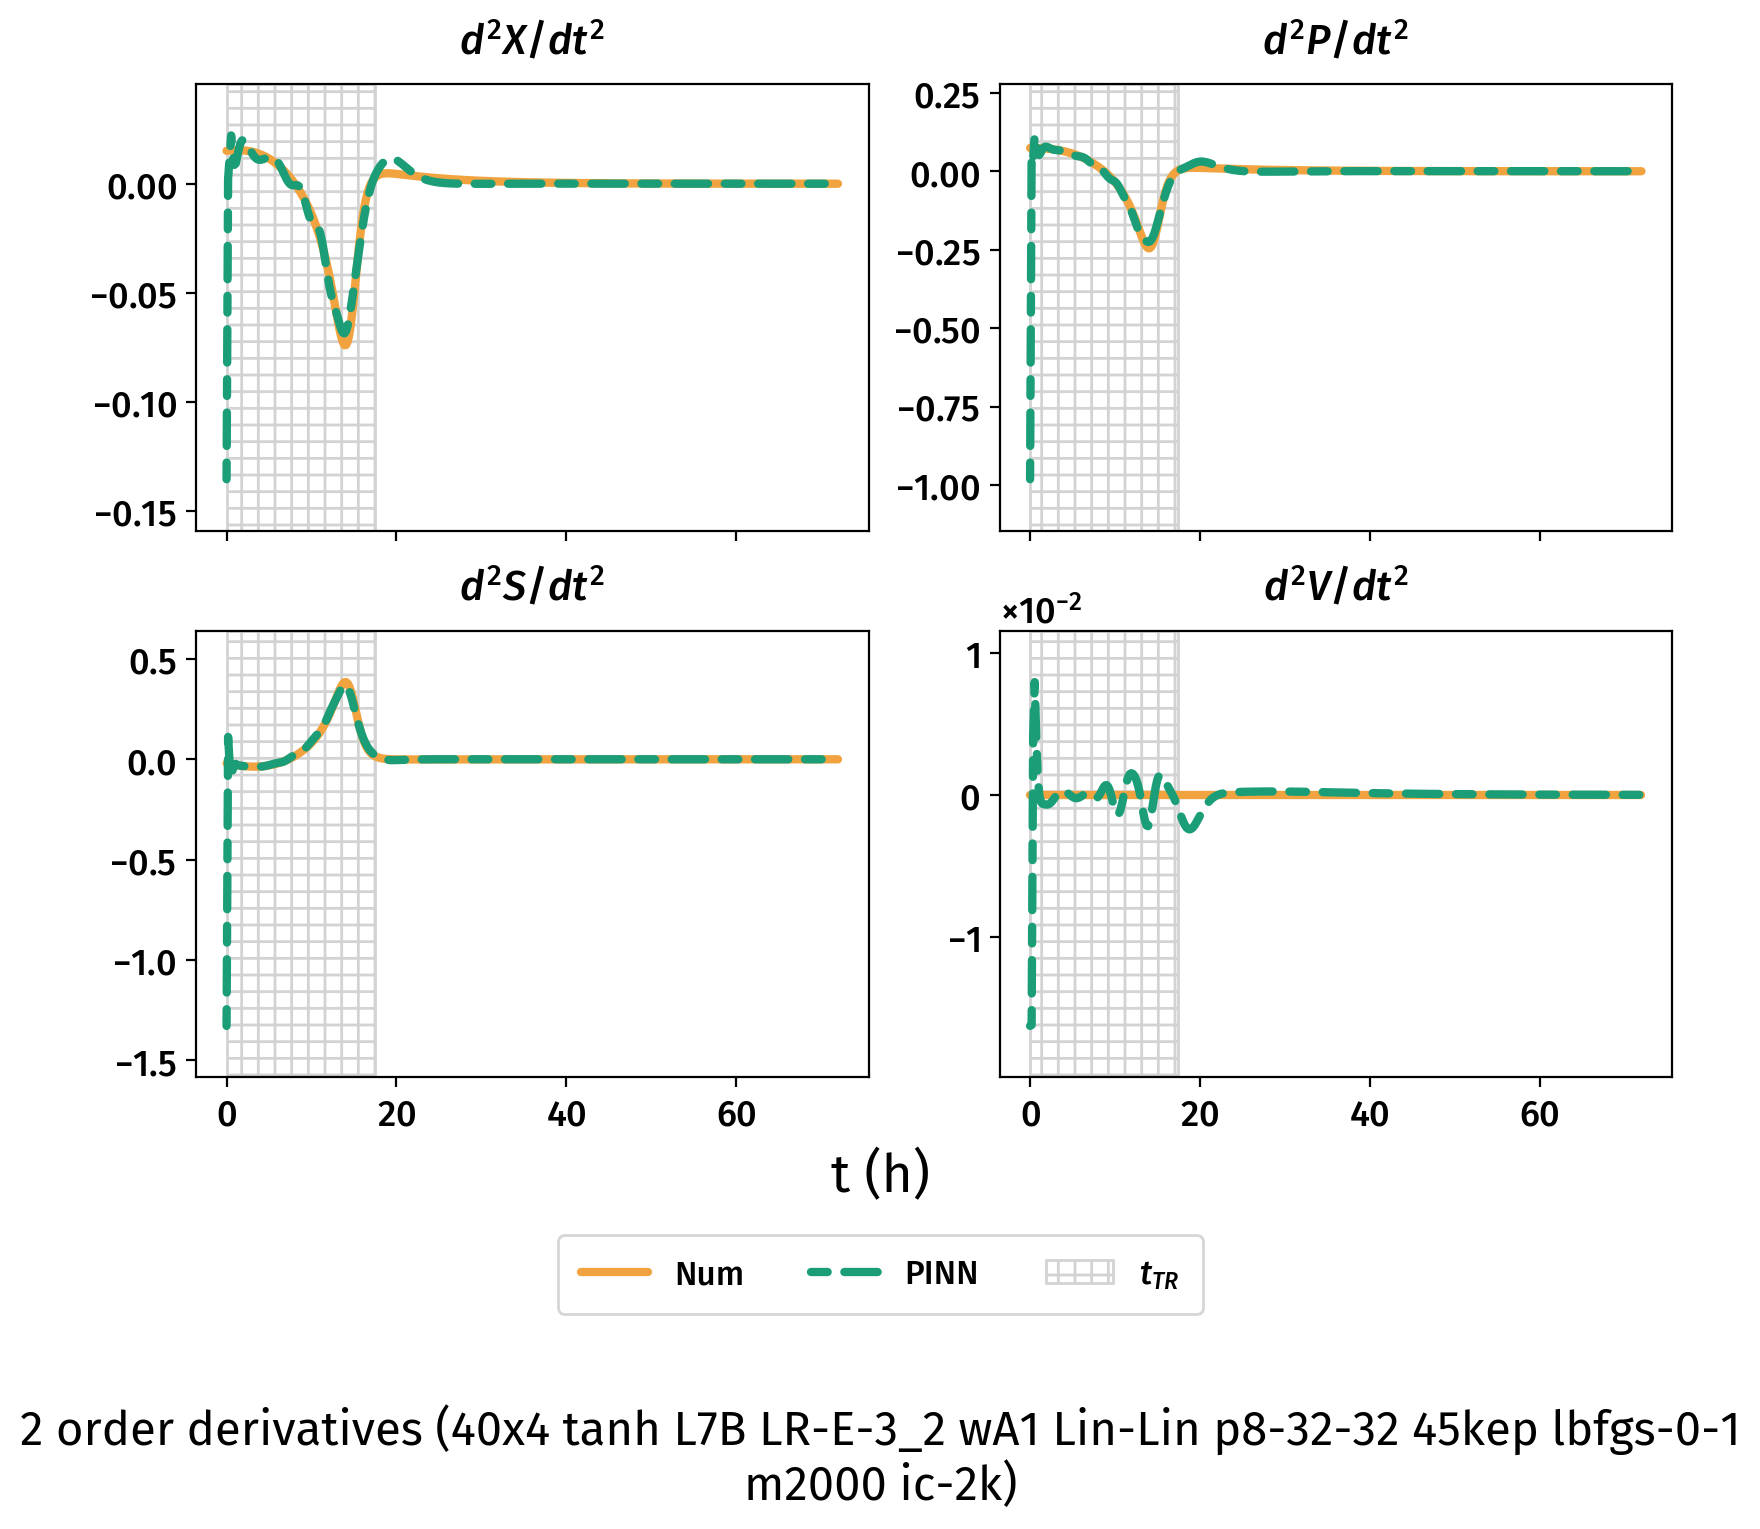 d²X/dt²
d²P/dt²
0.00
−0.05
−0.10
−0.15
0.25
0.00
−0.25
−0.50
−0.75
−1.00
d²S/dt²
d²V/dt²
×10⁻²
0.5
0.0
−0.5
−1.0
−1.5
1
0
−1
0 20 40 60
0 20 40 60
t (h)
Num PINN t_TR
2 order derivatives (40x4 tanh L7B LR-E-3_2 wA1 Lin-Lin p8-32-32 45kep lbfgs-0-1
m2000 ic-2k)